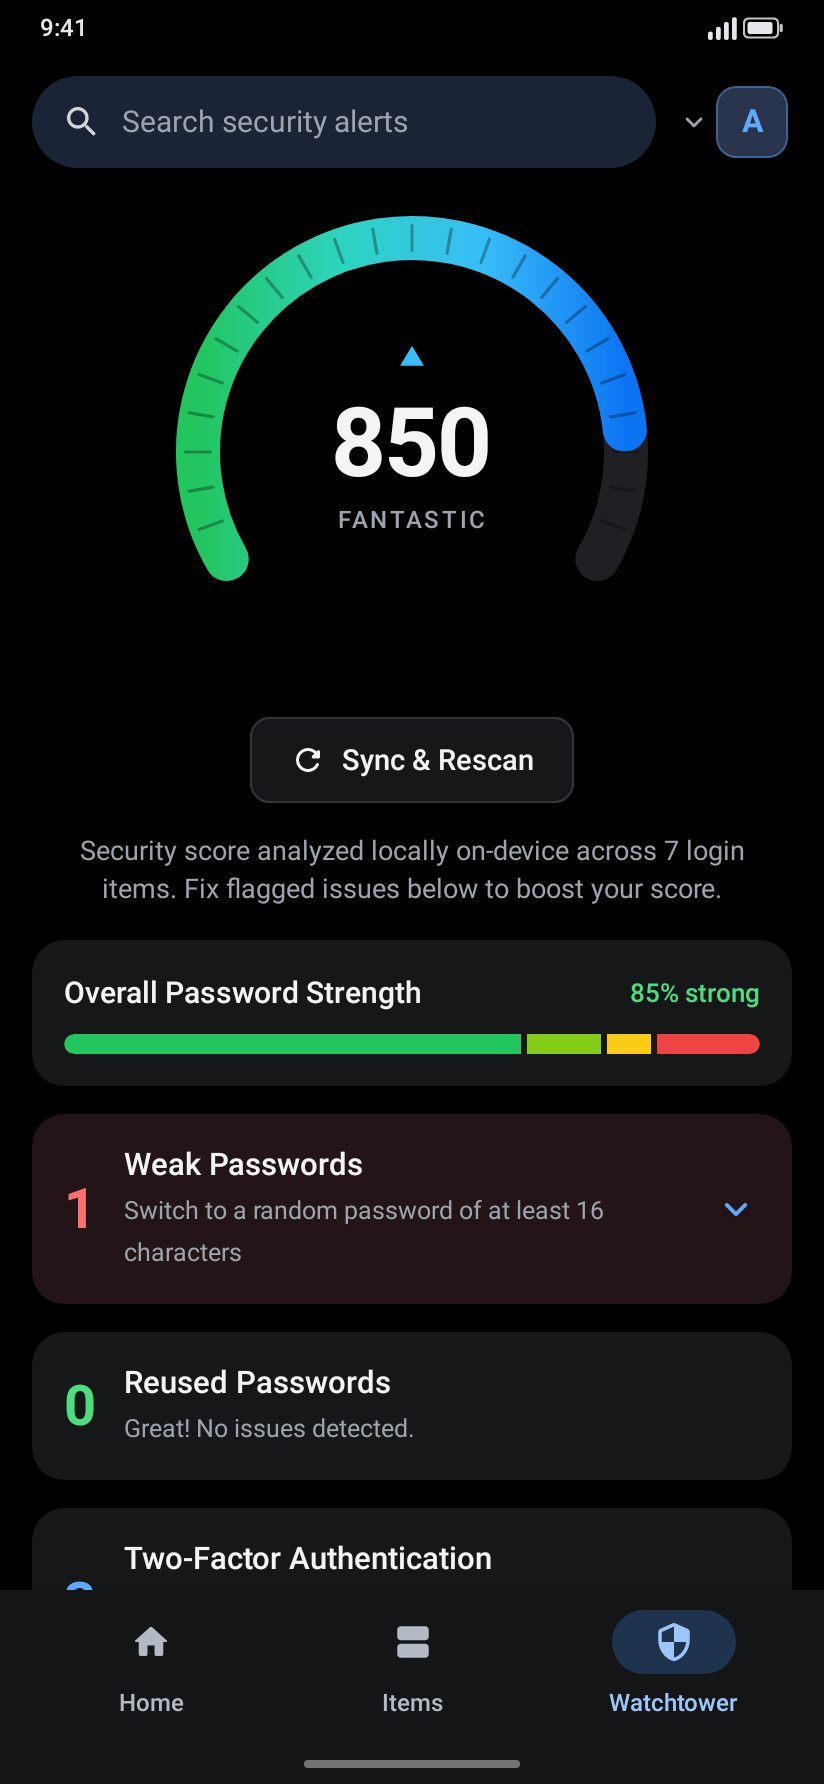 9:41
Search security alerts
A
850
FANTASTIC
Sync & Rescan
Security score analyzed locally on-device across 7 login
items. Fix flagged issues below to boost your score.
Overall Password Strength
85% strong
Weak Passwords
1
Switch to a random password of at least 16
characters
Reused Passwords
0
Great! No issues detected.
Two-Factor Authentication
Home
Items
Watchtower